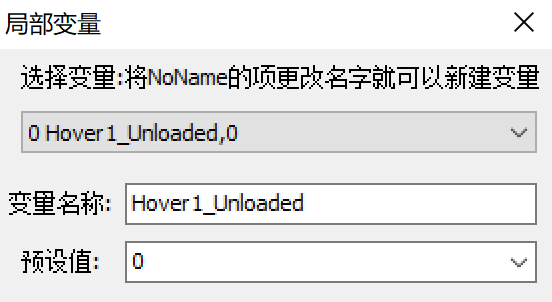 局部变量
选择变量:将NoName的项更改名字就可以新建变量
0 Hover1_Unloaded,0
变量名称: Hover1_Unloaded
预设值: 0